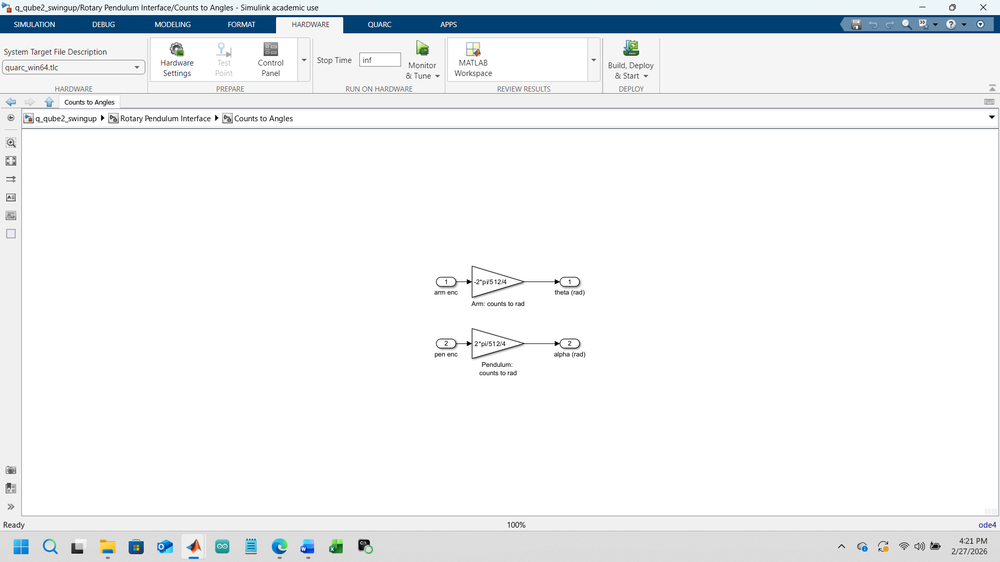 q_qube2_swingup/Rotary Pendulum Interface/Counts to Angles - Simulink academic use
SIMULATION DEBUG MODELING FORMAT HARDWARE QUARC APPS
System Target File Description
quarc_win64.tlc
Hardware Settings
Test Point
Control Panel
Stop Time
inf
Monitor & Tune
MATLAB Workspace
Build, Deploy & Start
HARDWARE PREPARE RUN ON HARDWARE REVIEW RESULTS DEPLOY
Counts to Angles
q_qube2_swingup Rotary Pendulum Interface Counts to Angles
1 -2*pi/512/4 1
arm enc theta (rad)
Arm: counts to rad
2 2*pi/512/4 2
pen enc alpha (rad)
Pendulum:
counts to rad
Ready 100% ode4
4:21 PM
2/27/2026